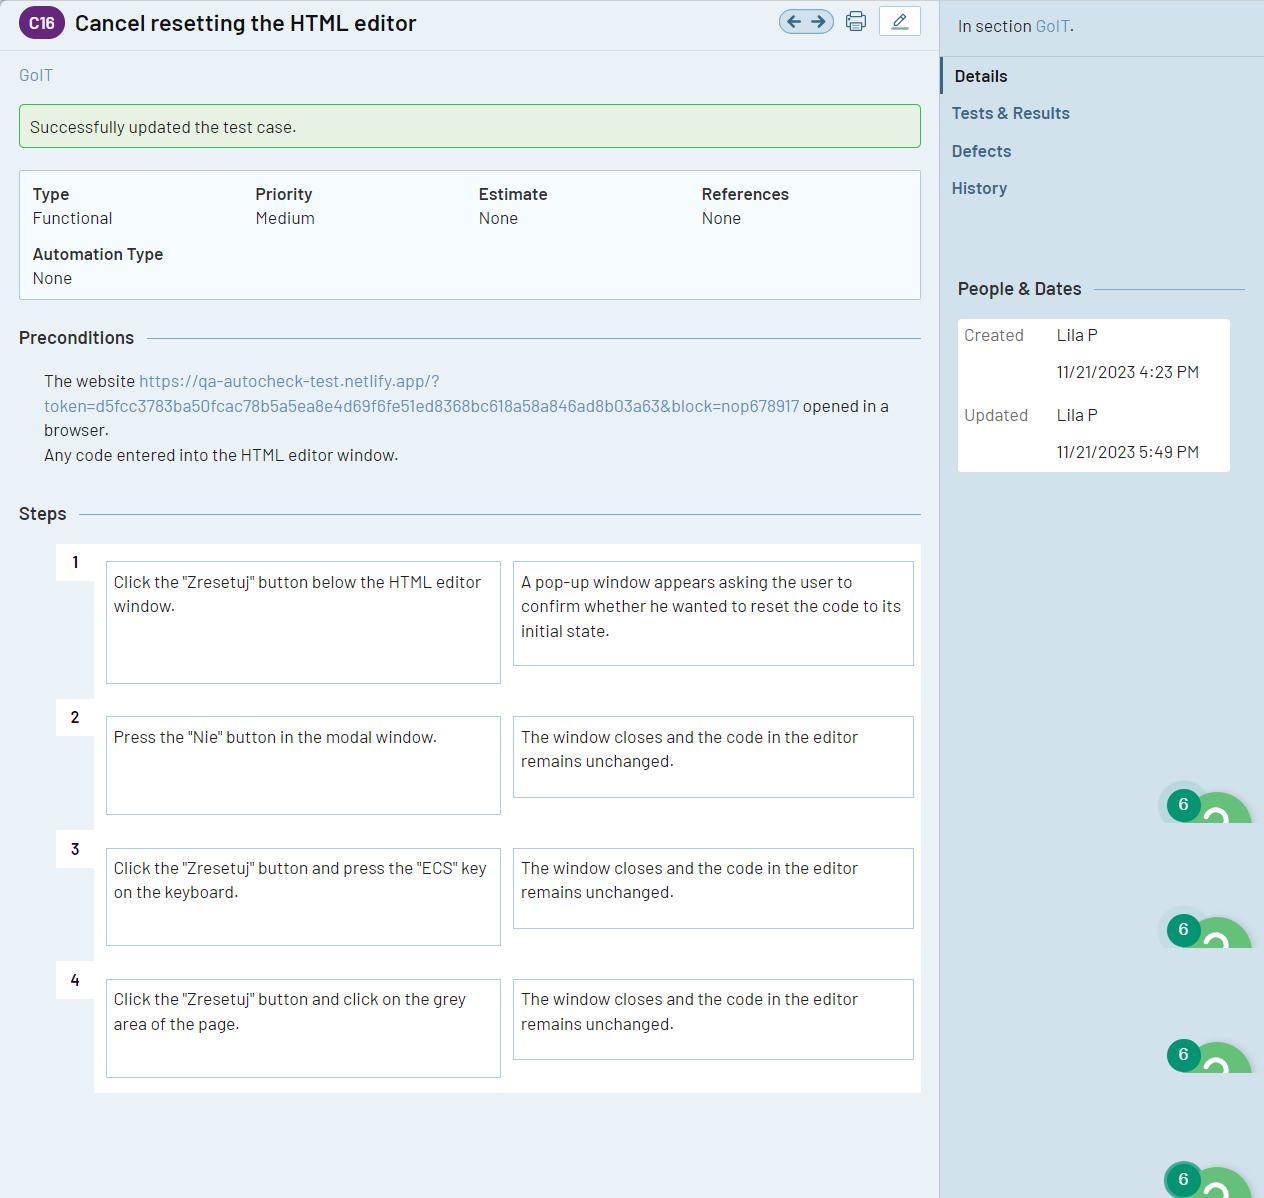 C16 Cancel resetting the HTML editor
GoIT
Successfully updated the test case.
Type Priority Estimate References
Functional Medium None None
Automation Type
None
Preconditions
The website https://qa-autocheck-test.netlify.app/?
token=d5fcc3783ba50fcac78b5a5ea8e4d69f6fe51ed8368bc618a58a846ad8b03a63&block=nop678917 opened in a
browser.
Any code entered into the HTML editor window.
Steps
1
Click the "Zresetuj" button below the HTML editor
window.
A pop-up window appears asking the user to
confirm whether he wanted to reset the code to its
initial state.
2
Press the "Nie" button in the modal window.
The window closes and the code in the editor
remains unchanged.
3
Click the "Zresetuj" button and press the "ECS" key
on the keyboard.
The window closes and the code in the editor
remains unchanged.
4
Click the "Zresetuj" button and click on the grey
area of the page.
The window closes and the code in the editor
remains unchanged.
In section GoIT.
Details
Tests & Results
Defects
History
People & Dates
Created Lila P
11/21/2023 4:23 PM
Updated Lila P
11/21/2023 5:49 PM
6
6
6
6